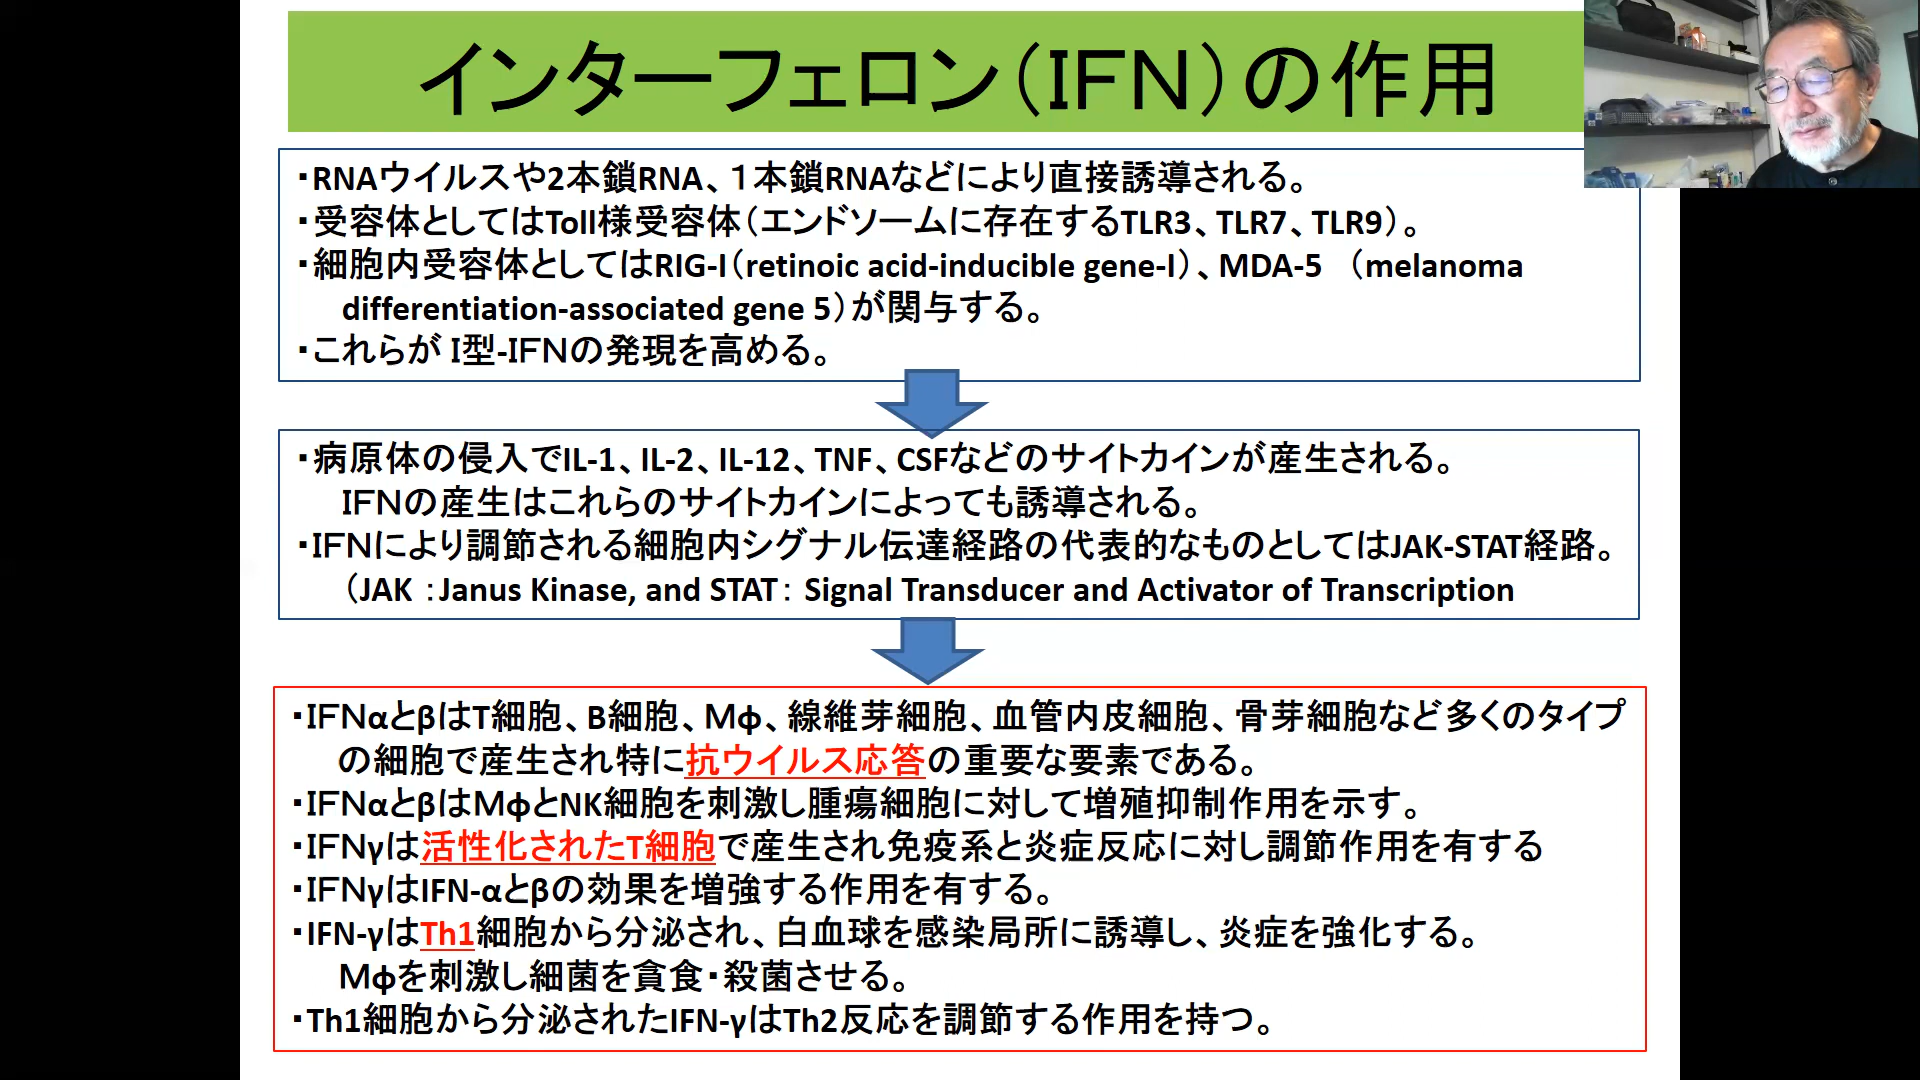 インターフェロン（ＩＦＮ）の作用
・RNAウイルスや2本鎖RNA、１本鎖RNAなどにより直接誘導される。
・受容体としてはToll様受容体（エンドソームに存在するTLR3、TLR7、TLR9）。
・細胞内受容体としてはRIG-I（retinoic acid-inducible gene-I）、MDA-5　（melanoma
differentiation-associated gene 5）が関与する。
・これらが I型-ＩＦＮの発現を高める。
・病原体の侵入でIL-1、IL-2、IL-12、TNF、CSFなどのサイトカインが産生される。
ＩＦＮの産生はこれらのサイトカインによっても誘導される。
・ＩＦＮにより調節される細胞内シグナル伝達経路の代表的なものとしてはJAK-STAT経路。
（JAK ：Janus Kinase, and STAT： Signal Transducer and Activator of Transcription
・ＩＦＮαとβはT細胞、B細胞、Ｍφ、線維芽細胞、血管内皮細胞、骨芽細胞など多くのタイプ
の細胞で産生され特に抗ウイルス応答の重要な要素である。
・ＩＦＮαとβはＭφとNK細胞を刺激し腫瘍細胞に対して増殖抑制作用を示す。
・ＩＦＮγは活性化されたT細胞で産生され免疫系と炎症反応に対し調節作用を有する
・ＩＦＮγはIFN-αとβの効果を増強する作用を有する。
・IFN-γはTh1細胞から分泌され、白血球を感染局所に誘導し、炎症を強化する。
Ｍφを刺激し細菌を貪食・殺菌させる。
・Th1細胞から分泌されたIFN-γはTh2反応を調節する作用を持つ。